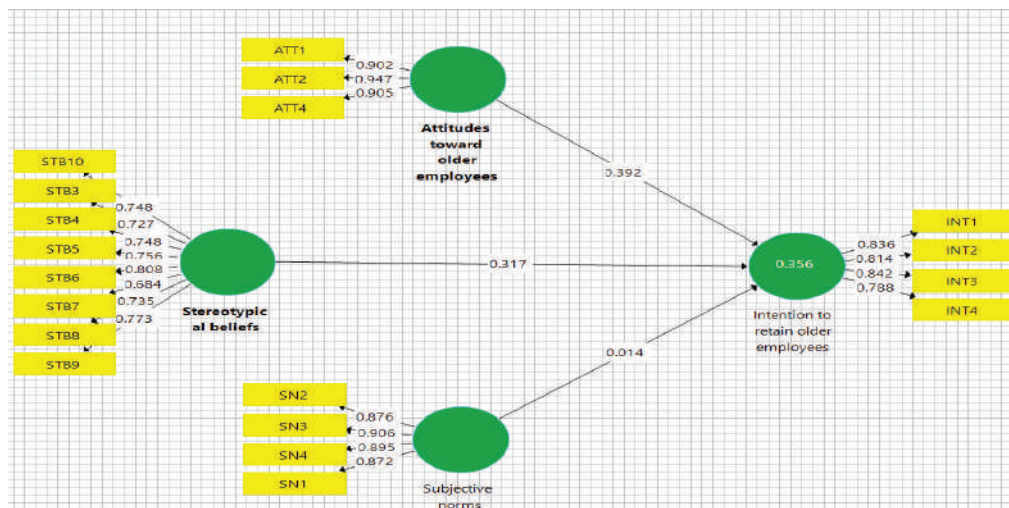 ATT1
ATT2
ATT4
0.902
0.947
0.905
Attitudes
toward
older
employees
0.392
STB10
STB3
STB4
STB5
STB6
STB7
STB8
STB9
0.748
0.727
0.748
0.756
0.808
0.684
0.735
0.773
Stereotypic
al beliefs
0.317
0.356
Intention to
retain older
employees
0.836
0.814
0.842
0.788
INT1
INT2
INT3
INT4
0.014
SN2
SN3
SN4
SN1
0.876
0.906
0.895
0.872
Subjective
norms